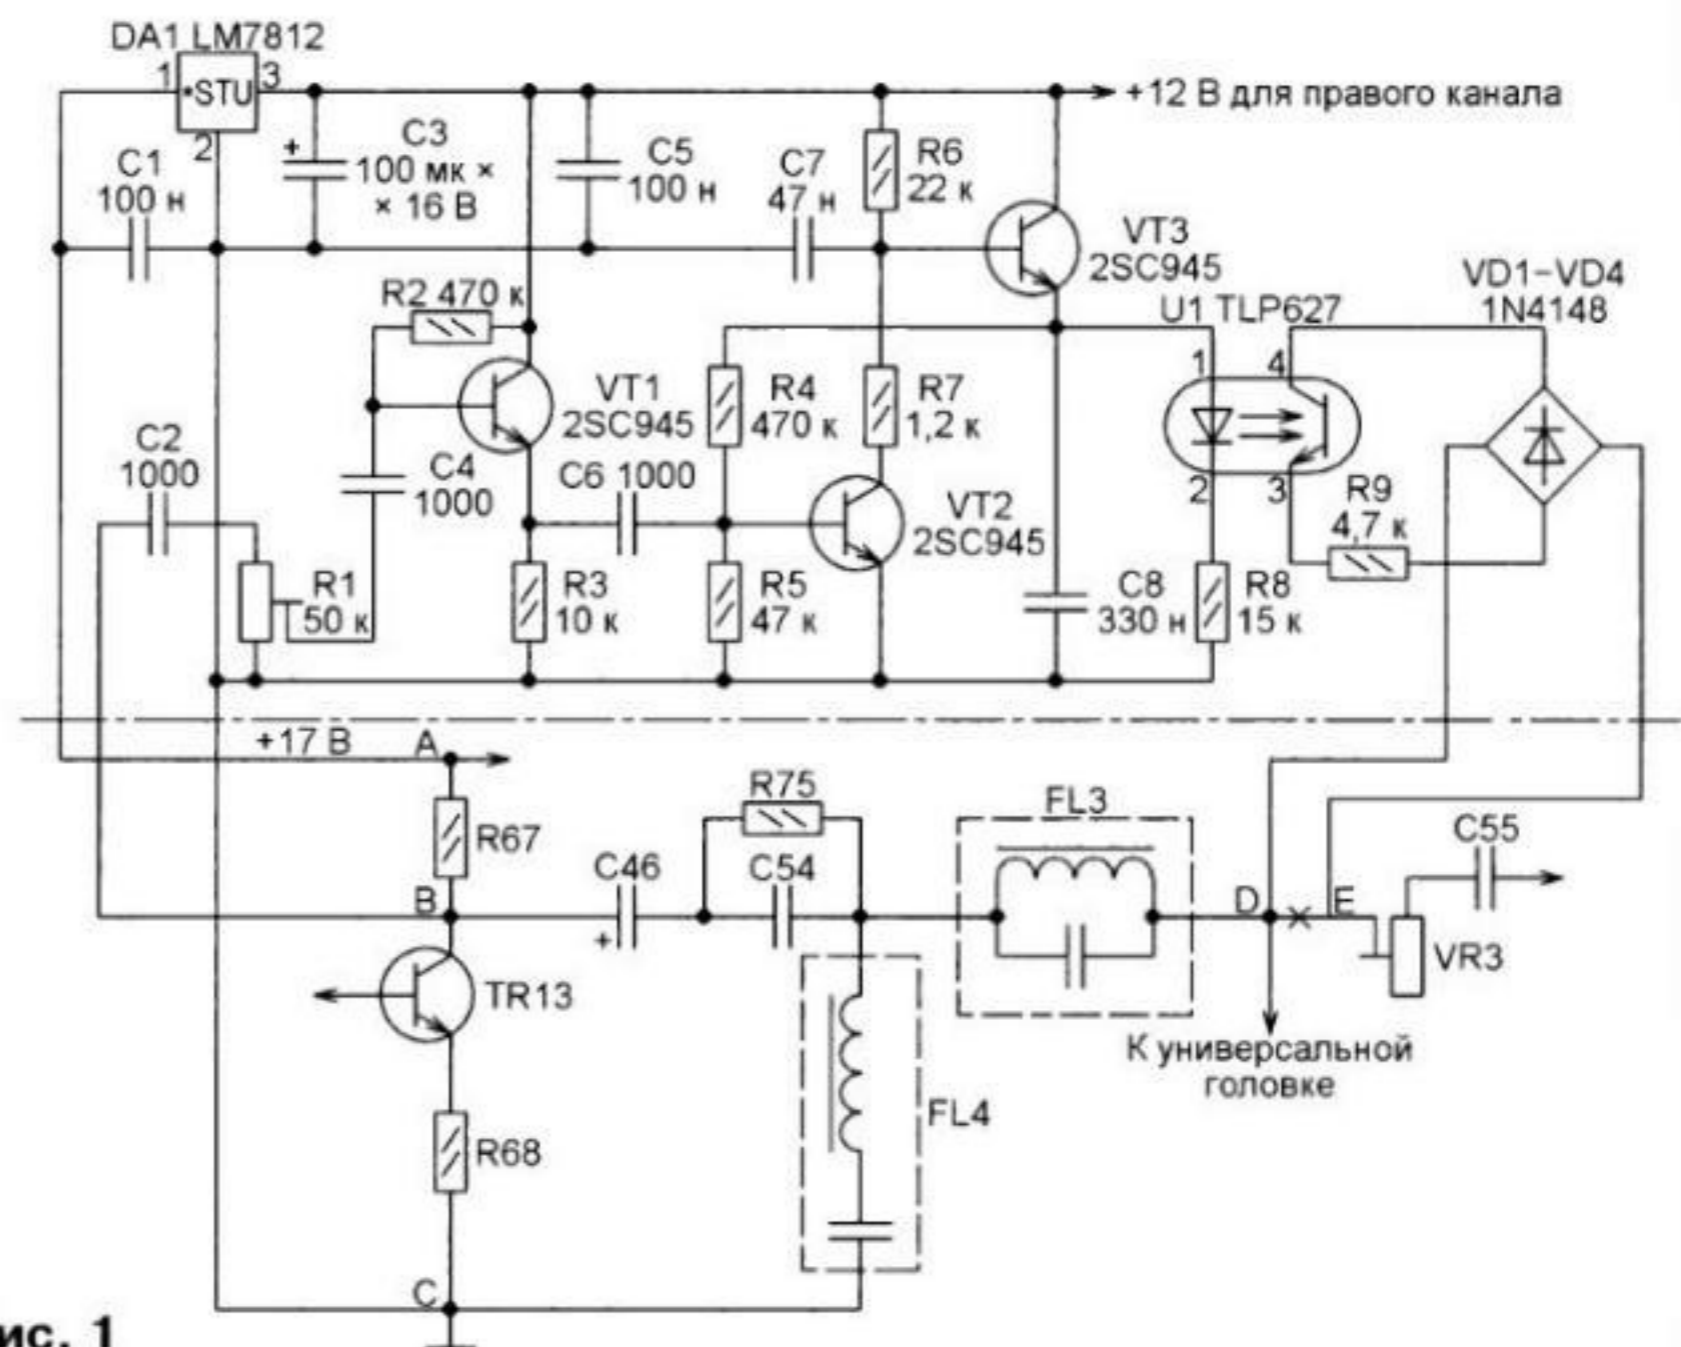 DA1 LM7812
1
*STU
3
2
+12 В для правого канала
C1
100 н
+
C3
100 мк ×
× 16 В
C5
100 н
C7
47 н
R6
22 к
VT3
2SC945
VD1-VD4
1N4148
R2 470 к
U1 TLP627
1
4
2
3
VT1
2SC945
R4
470 к
R7
1,2 к
C2
1000
C4
1000
C6 1000
VT2
2SC945
R9
4,7 к
R1
50 к
R3
10 к
R5
47 к
C8
330 н
R8
15 к
+17 В
A
R67
B
R75
C46
+
C54
FL3
D
E
C55
VR3
TR13
К универсальной
головке
FL4
R68
C
ис. 1